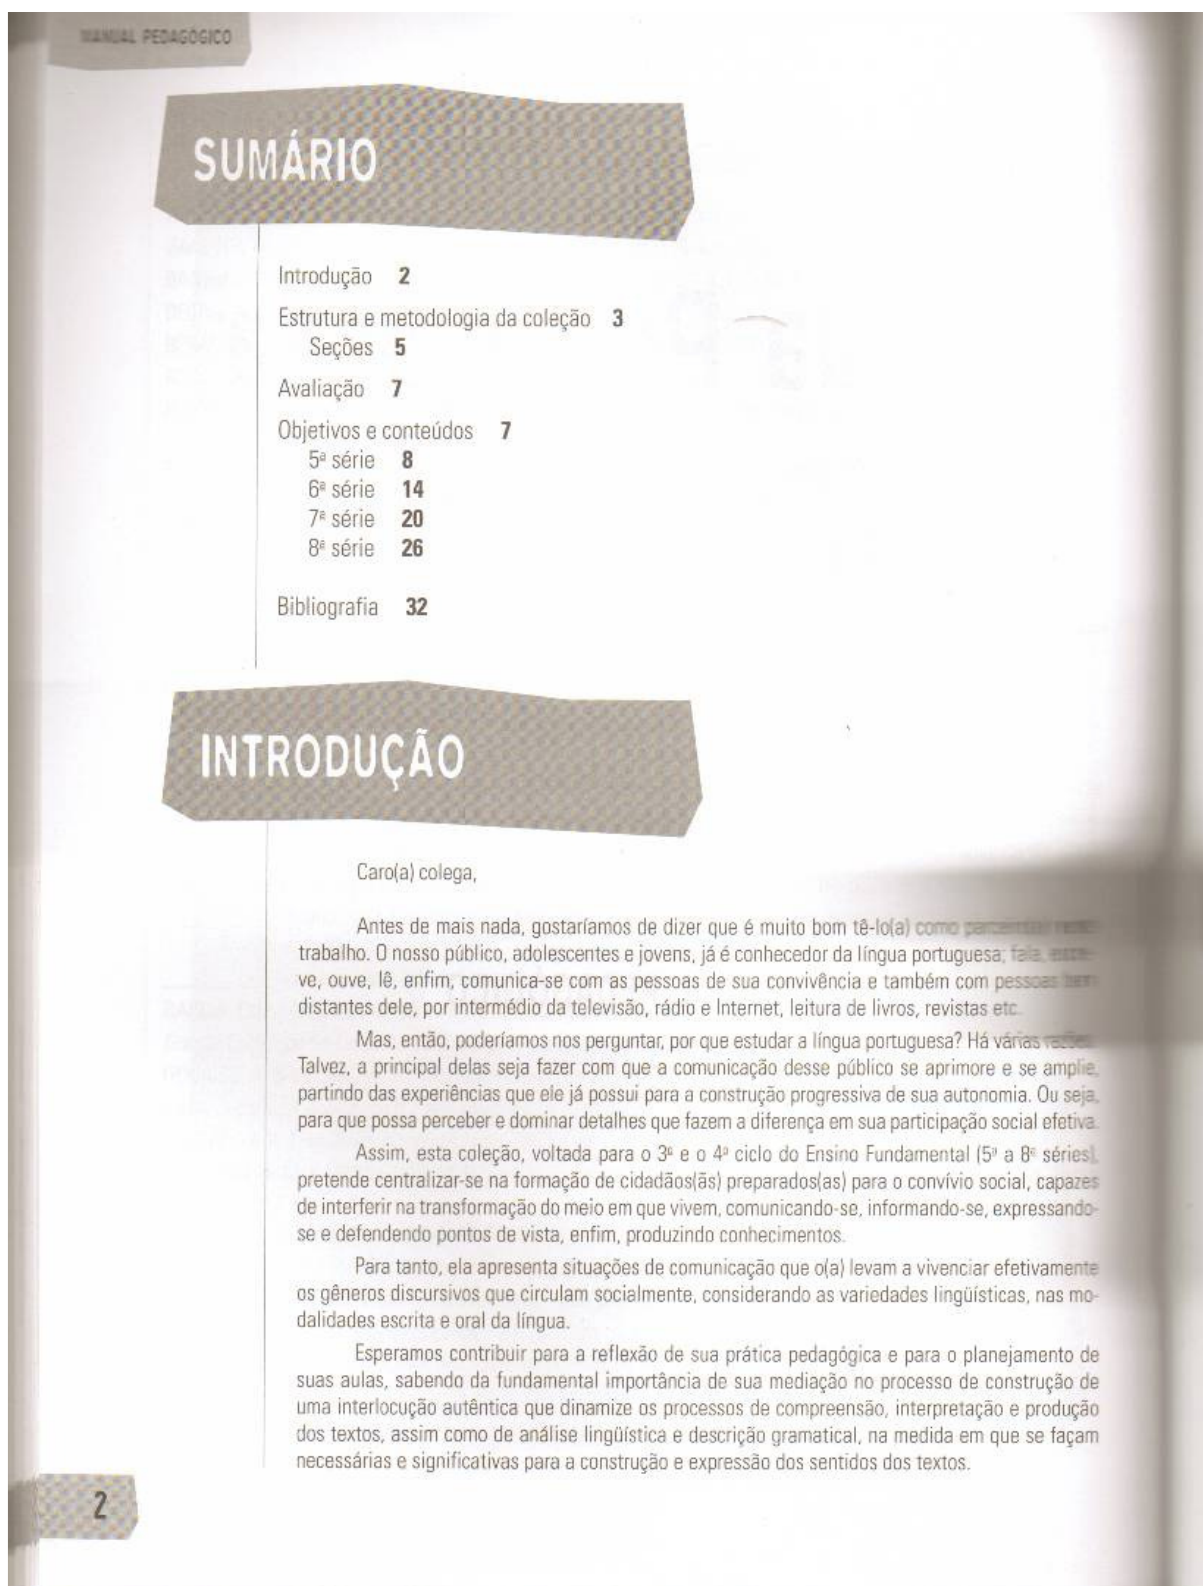 MANUAL PEDAGÓGICO
SUMÁRIO
Introdução 2
Estrutura e metodologia da coleção 3
Seções 5
Avaliação 7
Objetivos e conteúdos 7
5ª série 8
6ª série 14
7ª série 20
8ª série 26
Bibliografia 32
INTRODUÇÃO
Caro(a) colega,
Antes de mais nada, gostaríamos de dizer que é muito bom tê-lo(a) como
trabalho. O nosso público, adolescentes e jovens, já é conhecedor da língua portuguesa; fala, escre-
ve, ouve, lê, enfim, comunica-se com as pessoas de sua convivência e também com pessoas bem
distantes dele, por intermédio da televisão, rádio e Internet, leitura de livros, revistas etc.
Mas, então, poderíamos nos perguntar, por que estudar a língua portuguesa? Há várias razões.
Talvez, a principal delas seja fazer com que a comunicação desse público se aprimore e se amplie,
partindo das experiências que ele já possui para a construção progressiva de sua autonomia. Ou seja,
para que possa perceber e dominar detalhes que fazem a diferença em sua participação social efetiva.
Assim, esta coleção, voltada para o 3º e o 4º ciclo do Ensino Fundamental (5ª a 8ª séries),
pretende centralizar-se na formação de cidadãos(ãs) preparados(as) para o convívio social, capazes
de interferir na transformação do meio em que vivem, comunicando-se, informando-se, expressando-
se e defendendo pontos de vista, enfim, produzindo conhecimentos.
Para tanto, ela apresenta situações de comunicação que o(a) levam a vivenciar efetivamente
os gêneros discursivos que circulam socialmente, considerando as variedades lingüísticas, nas mo-
dalidades escrita e oral da língua.
Esperamos contribuir para a reflexão de sua prática pedagógica e para o planejamento de
suas aulas, sabendo da fundamental importância de sua mediação no processo de construção de
uma interlocução autêntica que dinamize os processos de compreensão, interpretação e produção
dos textos, assim como de análise lingüística e descrição gramatical, na medida em que se façam
necessárias e significativas para a construção e expressão dos sentidos dos textos.
2